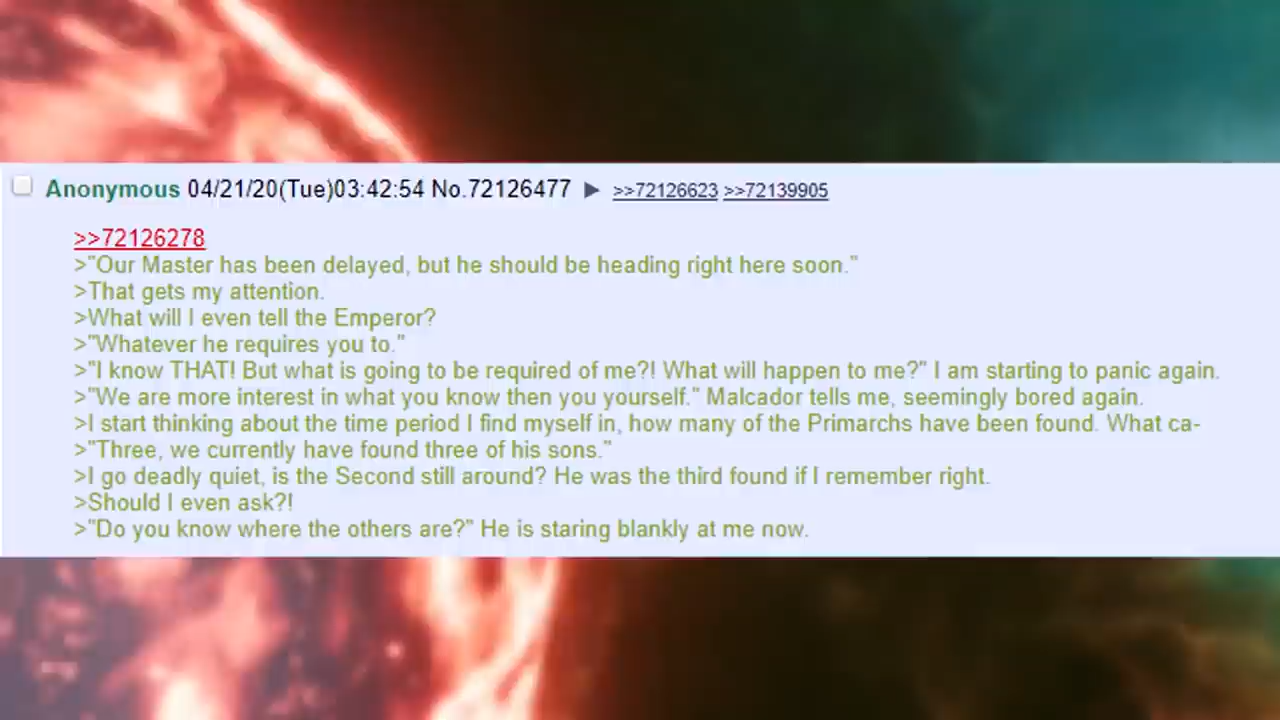 Anonymous 04/21/20(Tue)03:42:54 No.72126477 ▶ >>72126623 >>72139905
>>72126278
>"Our Master has been delayed, but he should be heading right here soon."
>That gets my attention.
>What will I even tell the Emperor?
>"Whatever he requires you to."
>"I know THAT! But what is going to be required of me?! What will happen to me?" I am starting to panic again.
>"We are more interest in what you know then you yourself." Malcador tells me, seemingly bored again.
>I start thinking about the time period I find myself in, how many of the Primarchs have been found. What ca-
>"Three, we currently have found three of his sons."
>I go deadly quiet, is the Second still around? He was the third found if I remember right.
>Should I even ask?!
>"Do you know where the others are?" He is staring blankly at me now.